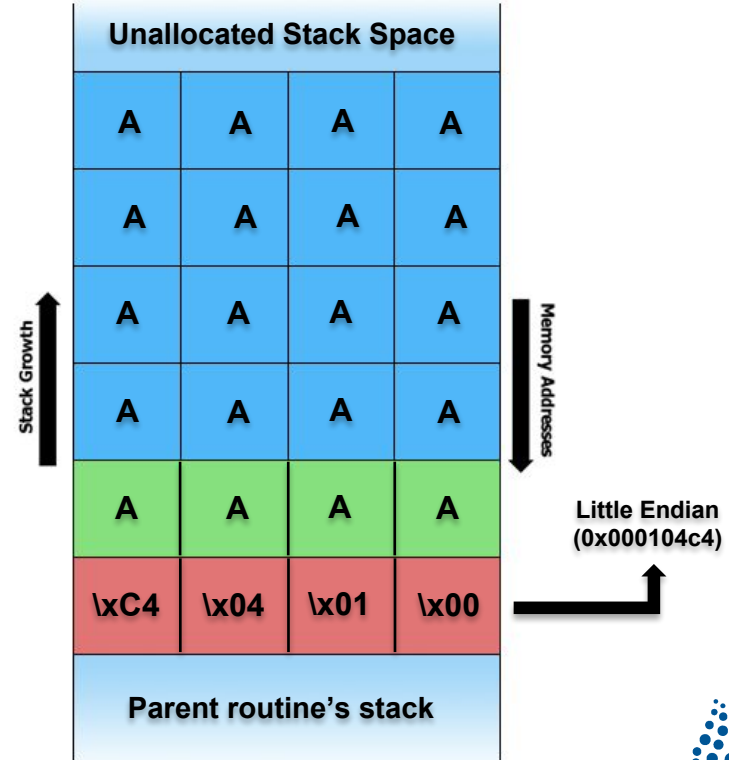 Unallocated Stack Space
A A A A
A A A A
A A A A
A A A A
A A A A
\xC4 \x04 \x01 \x00
Parent routine's stack
Stack Growth
Memory Addresses
Little Endian
(0x000104c4)